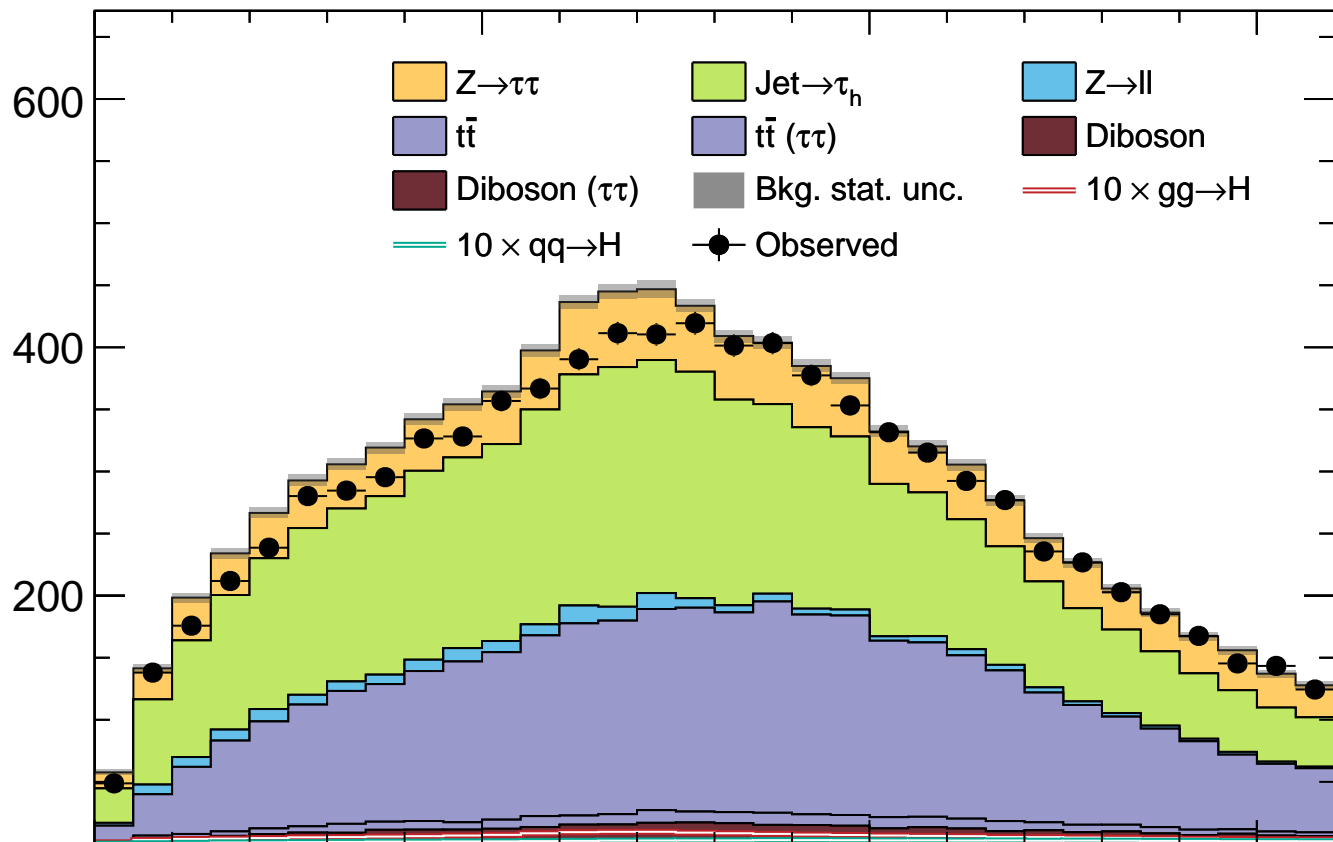 600
Z→ττ Jet→τh Z→ll
tt̄ tt̄ (ττ) Diboson
Diboson (ττ) Bkg. stat. unc. 10 × gg→H
10 × qq→H Observed
400
200